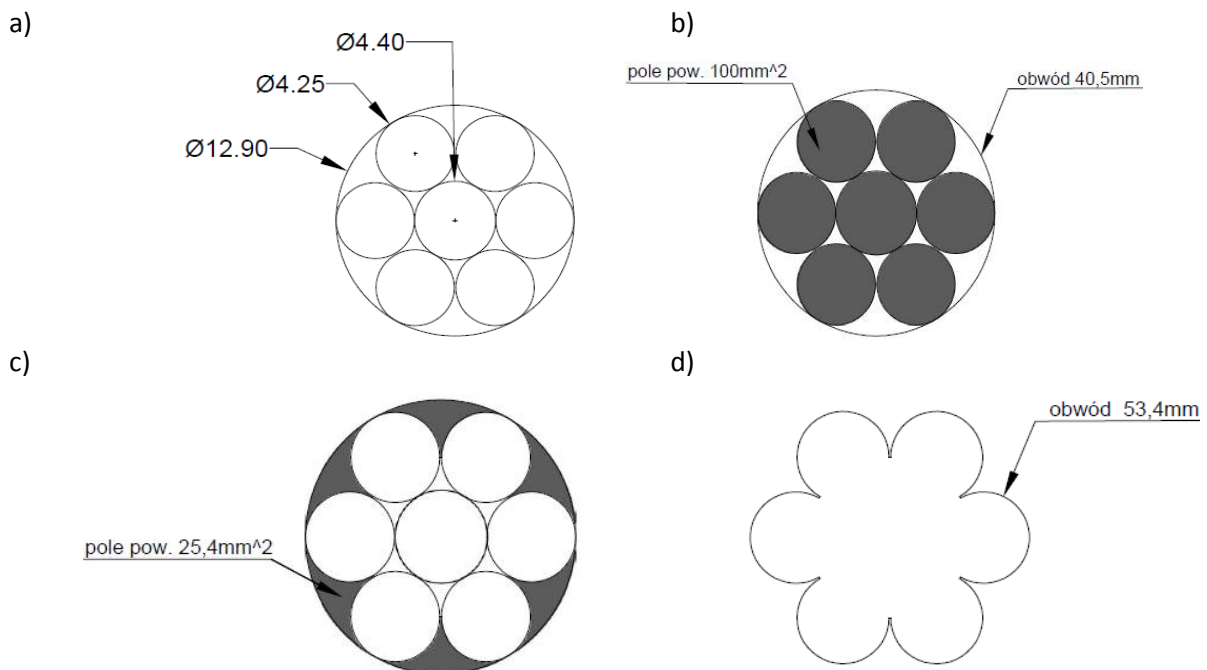 a)
Ø4.40
Ø4.25
Ø12.90
b)
pole pow. 100mm^2
obwód 40,5mm
c)
pole pow. 25,4mm^2
d)
obwód 53,4mm